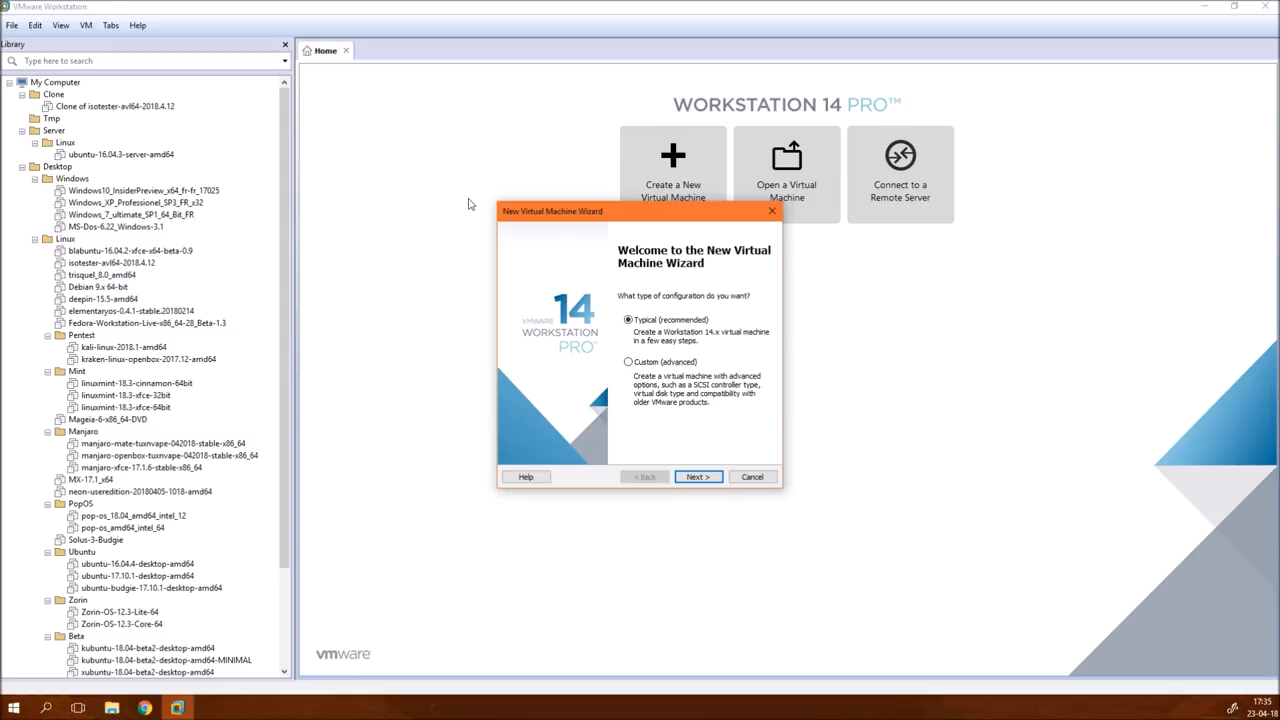 VMware Workstation
File Edit View VM Tabs Help
Library
Type here to search
My Computer
Clone
Clone of isotester-avl64-2018.4.12
Tmp
Server
Linux
ubuntu-16.04.3-server-amd64
Desktop
Windows
Windows10_InsiderPreview_x64_fr-fr_17025
Windows_XP_Professionel_SP3_FR_x32
Windows_7_ultimate_SP1_64_Bit_FR
MS-Dos-6.22_Windows-3.1
Linux
blabuntu-16.04.2-xfce-x64-beta-0.9
isotester-avl64-2018.4.12
trisquel_8.0_amd64
Debian 9.x 64-bit
deepin-15.5-amd64
elementaryos-0.4.1-stable.20180214
Fedora-Workstation-Live-x86_64-28_Beta-1.3
Pentest
kali-linux-2018.1-amd64
kraken-linux-openbox-2017.12-amd64
Mint
linuxmint-18.3-cinnamon-64bit
linuxmint-18.3-xfce-32bit
linuxmint-18.3-xfce-64bit
Mageia-6-x86_64-DVD
Manjaro
manjaro-mate-tuxnvape-042018-stable-x86_64
manjaro-openbox-tuxnvape-042018-stable-x86_64
manjaro-xfce-17.1.6-stable-x86_64
MX-17.1_x64
neon-useredition-20180405-1018-amd64
PopOS
pop-os_18.04_amd64_intel_12
pop-os_amd64_intel_64
Solus-3-Budgie
Ubuntu
ubuntu-16.04.4-desktop-amd64
ubuntu-17.10.1-desktop-amd64
ubuntu-budgie-17.10.1-desktop-amd64
Zorin
Zorin-OS-12.3-Lite-64
Zorin-OS-12.3-Core-64
Beta
kubuntu-18.04-beta2-desktop-amd64
kubuntu-18.04-beta2-desktop-amd64-MINIMAL
xubuntu-18.04-beta2-desktop-amd64
Home
WORKSTATION 14 PRO™
Create a New
Virtual Machine
Open a Virtual
Machine
Connect to a
Remote Server
New Virtual Machine Wizard
14
VMWARE
WORKSTATION
PRO™
Welcome to the New Virtual
Machine Wizard
What type of configuration do you want?
Typical (recommended)
Create a Workstation 14.x virtual machine
in a few easy steps.
Custom (advanced)
Create a virtual machine with advanced
options, such as a SCSI controller type,
virtual disk type and compatibility with
older VMware products.
Help < Back Next > Cancel
vmware
17:35
23-04-18